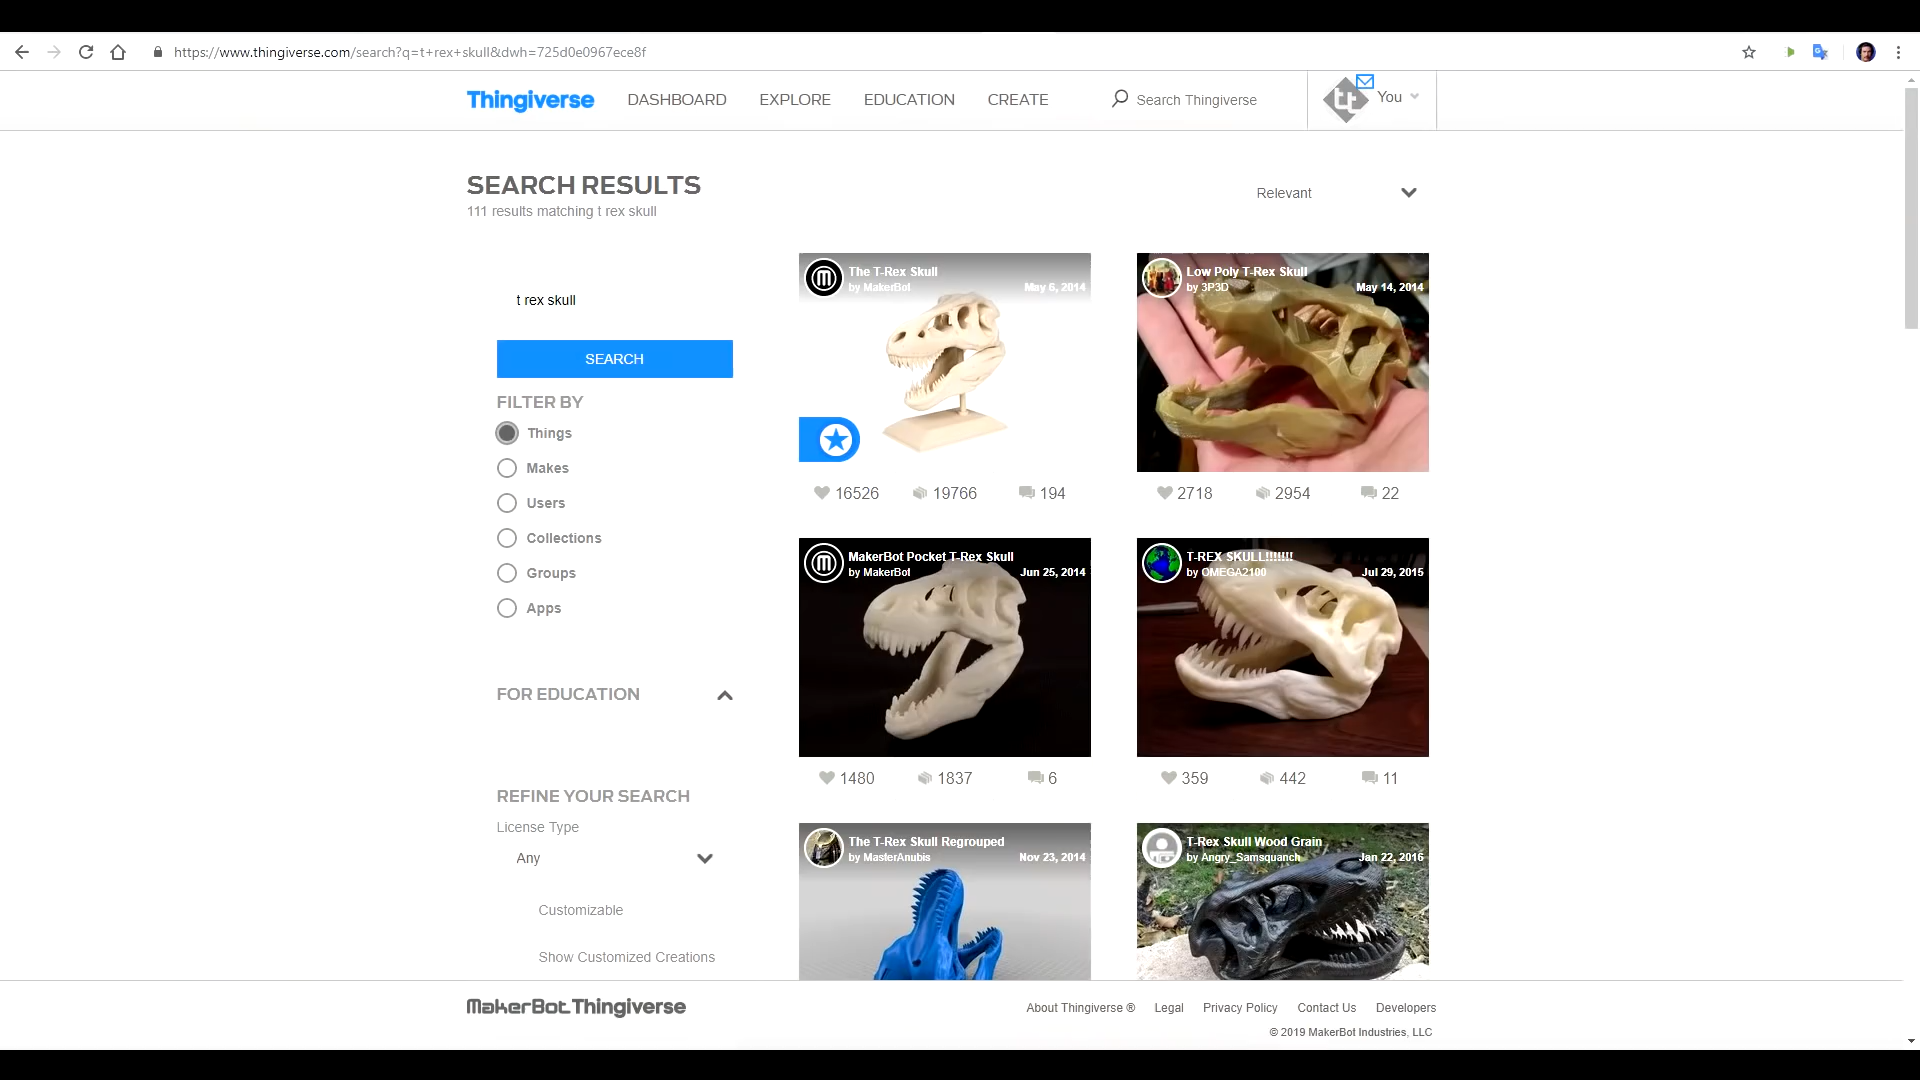 https://www.thingiverse.com/search?q=t+rex+skull&dwh=725d0e0967ece8f
Thingiverse DASHBOARD EXPLORE EDUCATION CREATE Search Thingiverse You
SEARCH RESULTS
111 results matching t rex skull
Relevant
t rex skull
SEARCH
FILTER BY
Things
Makes
Users
Collections
Groups
Apps
FOR EDUCATION
REFINE YOUR SEARCH
License Type
Any
Customizable
Show Customized Creations
The T-Rex Skull
by MakerBot May 6, 2014
16526 19766 194
Low Poly T-Rex Skull
by 3P3D May 14, 2014
2718 2954 22
MakerBot Pocket T-Rex Skull
by MakerBot Jun 25, 2014
1480 1837 6
T-REX SKULL!!!!!!!
by OMEGA2100 Jul 29, 2015
359 442 11
The T-Rex Skull Regrouped
by MasterAnubis Nov 23, 2014
T-Rex Skull Wood Grain
by Angry_Samsquanch Jan 22, 2016
MakerBot Thingiverse
About Thingiverse ® Legal Privacy Policy Contact Us Developers
© 2019 MakerBot Industries, LLC